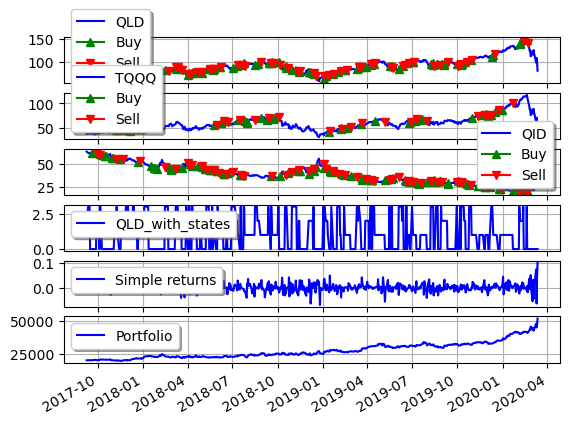 QLD
Buy
Sell
150
100
TQQQ
Buy
Sell
100
50
QID
Buy
Sell
50
25
QLD_with_states
2.5
0.0
Simple returns
0.1
0.0
Portfolio
50000
25000
2017-10
2018-01
2018-04
2018-07
2018-10
2019-01
2019-04
2019-07
2019-10
2020-01
2020-04